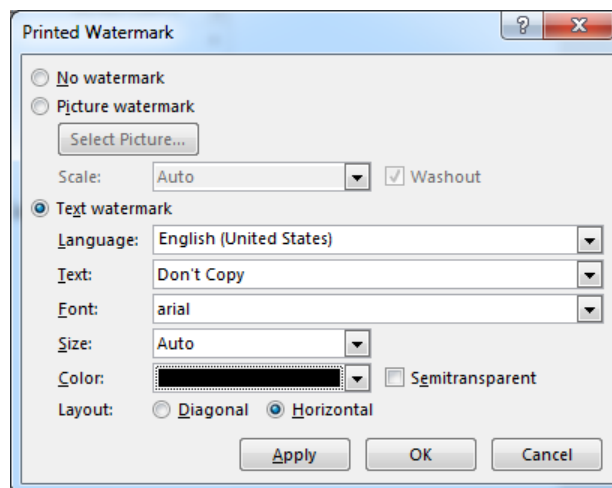 Printed Watermark ?
No watermark
Picture watermark
Select Picture...
Scale: Auto Washout
Text watermark
Language: English (United States)
Text: Don't Copy
Font: arial
Size: Auto
Color: Semitransparent
Layout: Diagonal Horizontal
Apply OK Cancel